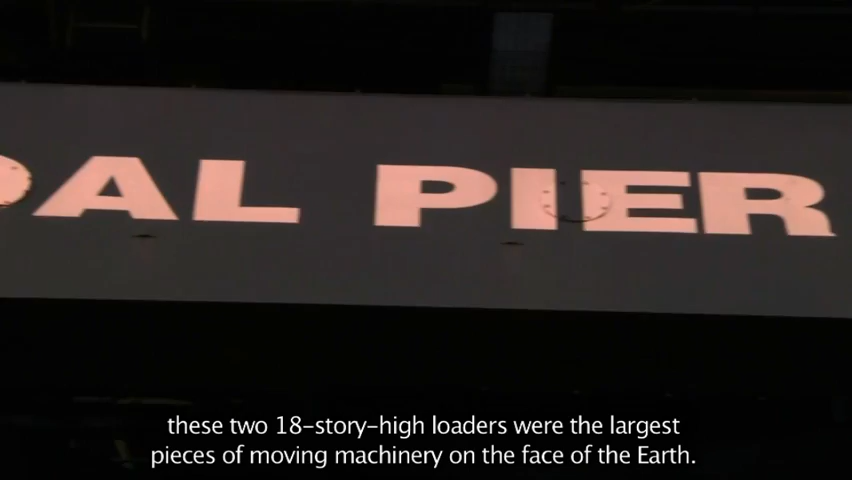 OAL PIER
these two 18-story-high loaders were the largest
pieces of moving machinery on the face of the Earth.